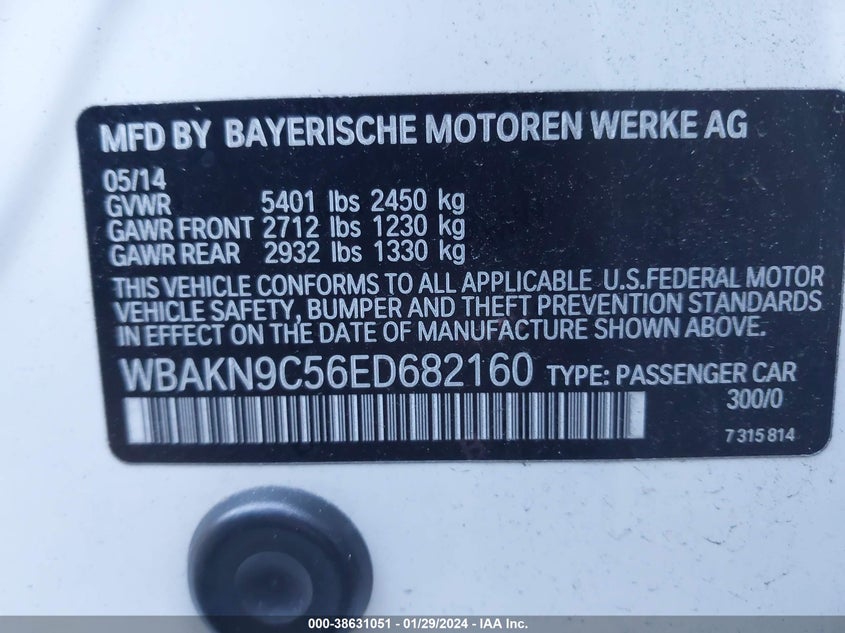 MFD BY BAYERISCHE MOTOREN WERKE AG
05/14
GVWR 5401 lbs 2450 kg
GAWR FRONT 2712 lbs 1230 kg
GAWR REAR 2932 lbs 1330 kg
THIS VEHICLE CONFORMS TO ALL APPLICABLE U.S.FEDERAL MOTOR
VEHICLE SAFETY, BUMPER AND THEFT PREVENTION STANDARDS
IN EFFECT ON THE DATE OF MANUFACTURE SHOWN ABOVE.
WBAKN9C56ED682160 TYPE: PASSENGER CAR
300/0
7 315 814
000-38631051 - 01/29/2024 - IAA Inc.